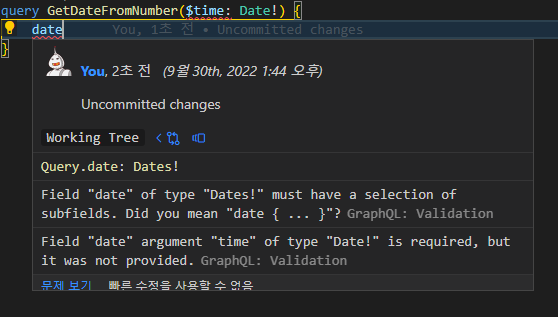 query GetDateFromNumber($time: Date!) {
date You, 1초 전 • Uncommitted changes
}
You, 2초 전 (9월 30th, 2022 1:44 오후)
Uncommitted changes
Working Tree
Query.date: Dates!
Field "date" of type "Dates!" must have a selection of
subfields. Did you mean "date { ... }"? GraphQL: Validation
Field "date" argument "time" of type "Date!" is required, but
it was not provided. GraphQL: Validation
문제 보기 빠른 수정을 사용할 수 없음